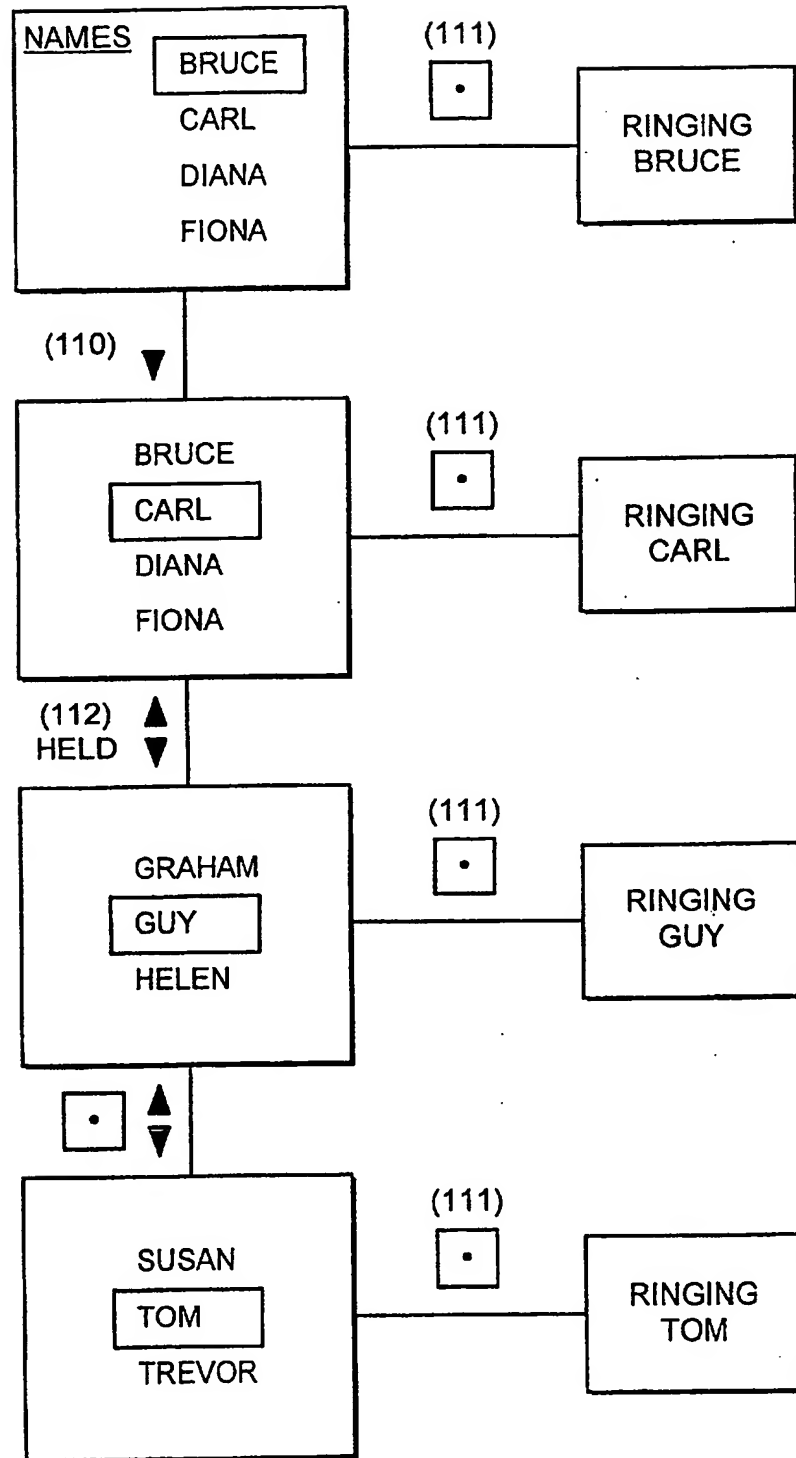 NAMES
BRUCE
CARL
DIANA
FIONA
(111)
RINGING
BRUCE
(110)
BRUCE
CARL
DIANA
FIONA
(111)
RINGING
CARL
(112)
HELD
GRAHAM
GUY
HELEN
(111)
RINGING
GUY
SUSAN
TOM
TREVOR
(111)
RINGING
TOM